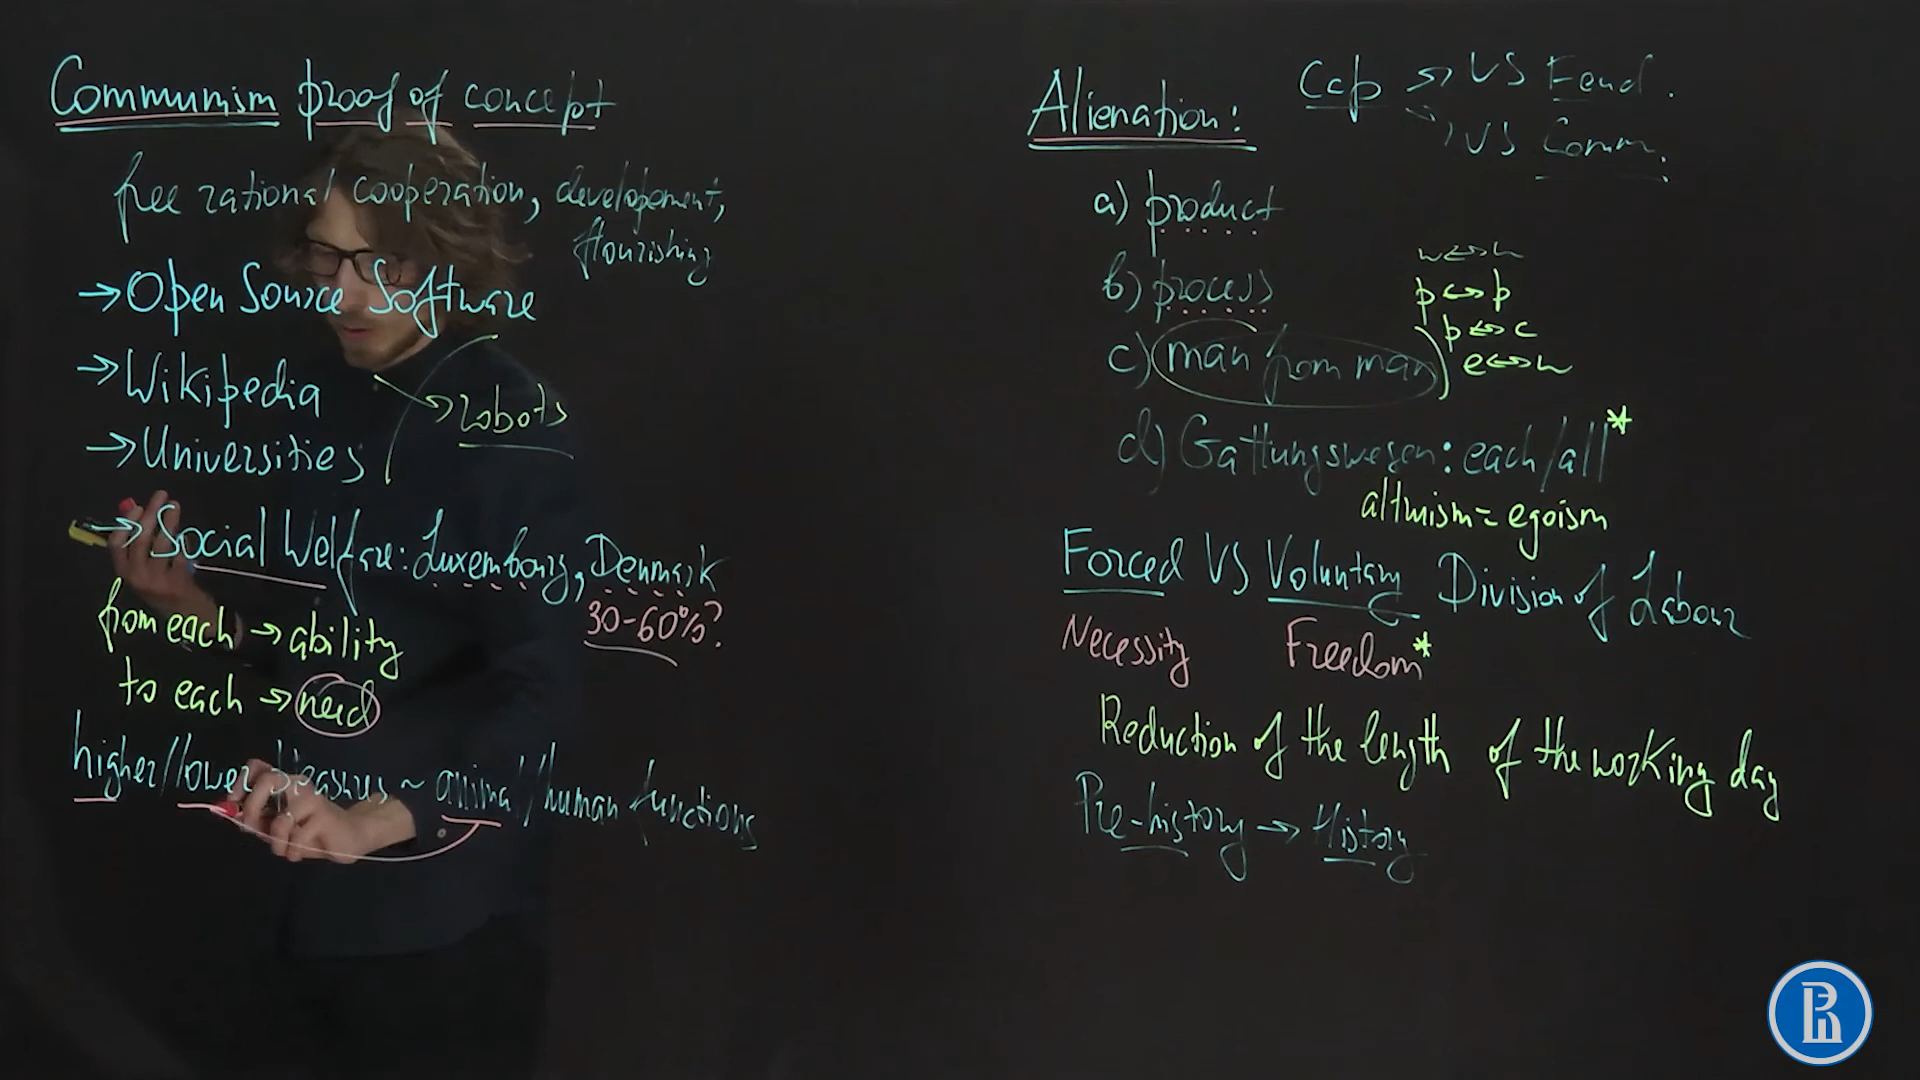 Communism proof of concept
free rational cooperation, developement,
flourishing
→ Open Source Software
→ Wikipedia
→ robots
→ Universities
→ Social Welfare: Luxembourg, Denmark
30-60%?
from each → ability
to each → need
higher/lower pleasures ~ animal/human functions
Alienation:
Cap → VS Feud.
→ VS Comm.
a) product
b) process
c) man from man
w ↔ w
p ↔ p
p ↔ c
e ↔ w
d) Gattungswesen: each/all*
altruism = egoism
Forced VS Voluntary Division of Labour
Necessity Freedom*
Reduction of the length of the working day
Pre-history → History